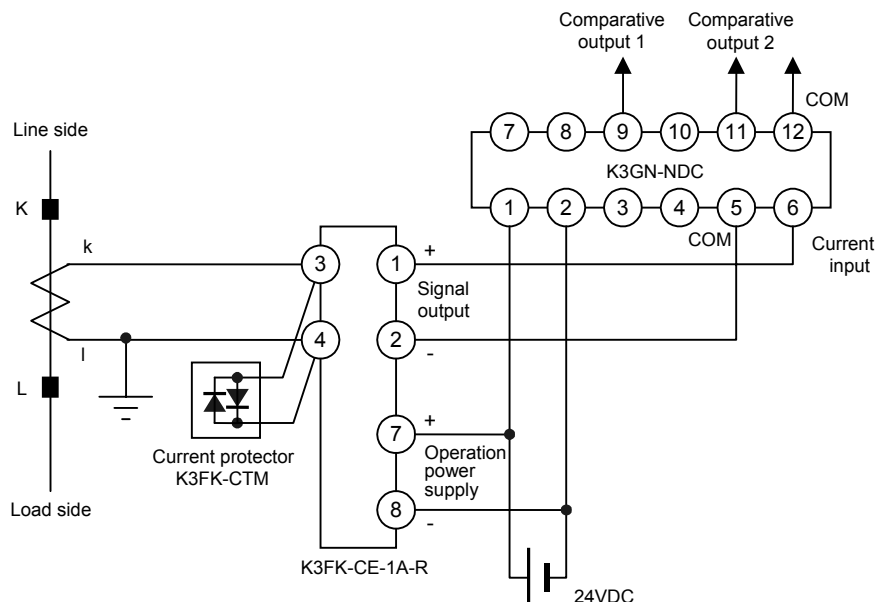 Comparative
output 1
Comparative
output 2
COM
7 8 9 10 11 12
K3GN-NDC
1 2 3 4 5 6
COM
Current
input
Line side
K
k
l
L
Load side
3
4
Current protector
K3FK-CTM
1
+
Signal
output
2
-
7
+
Operation
power
supply
8
-
K3FK-CE-1A-R
24VDC